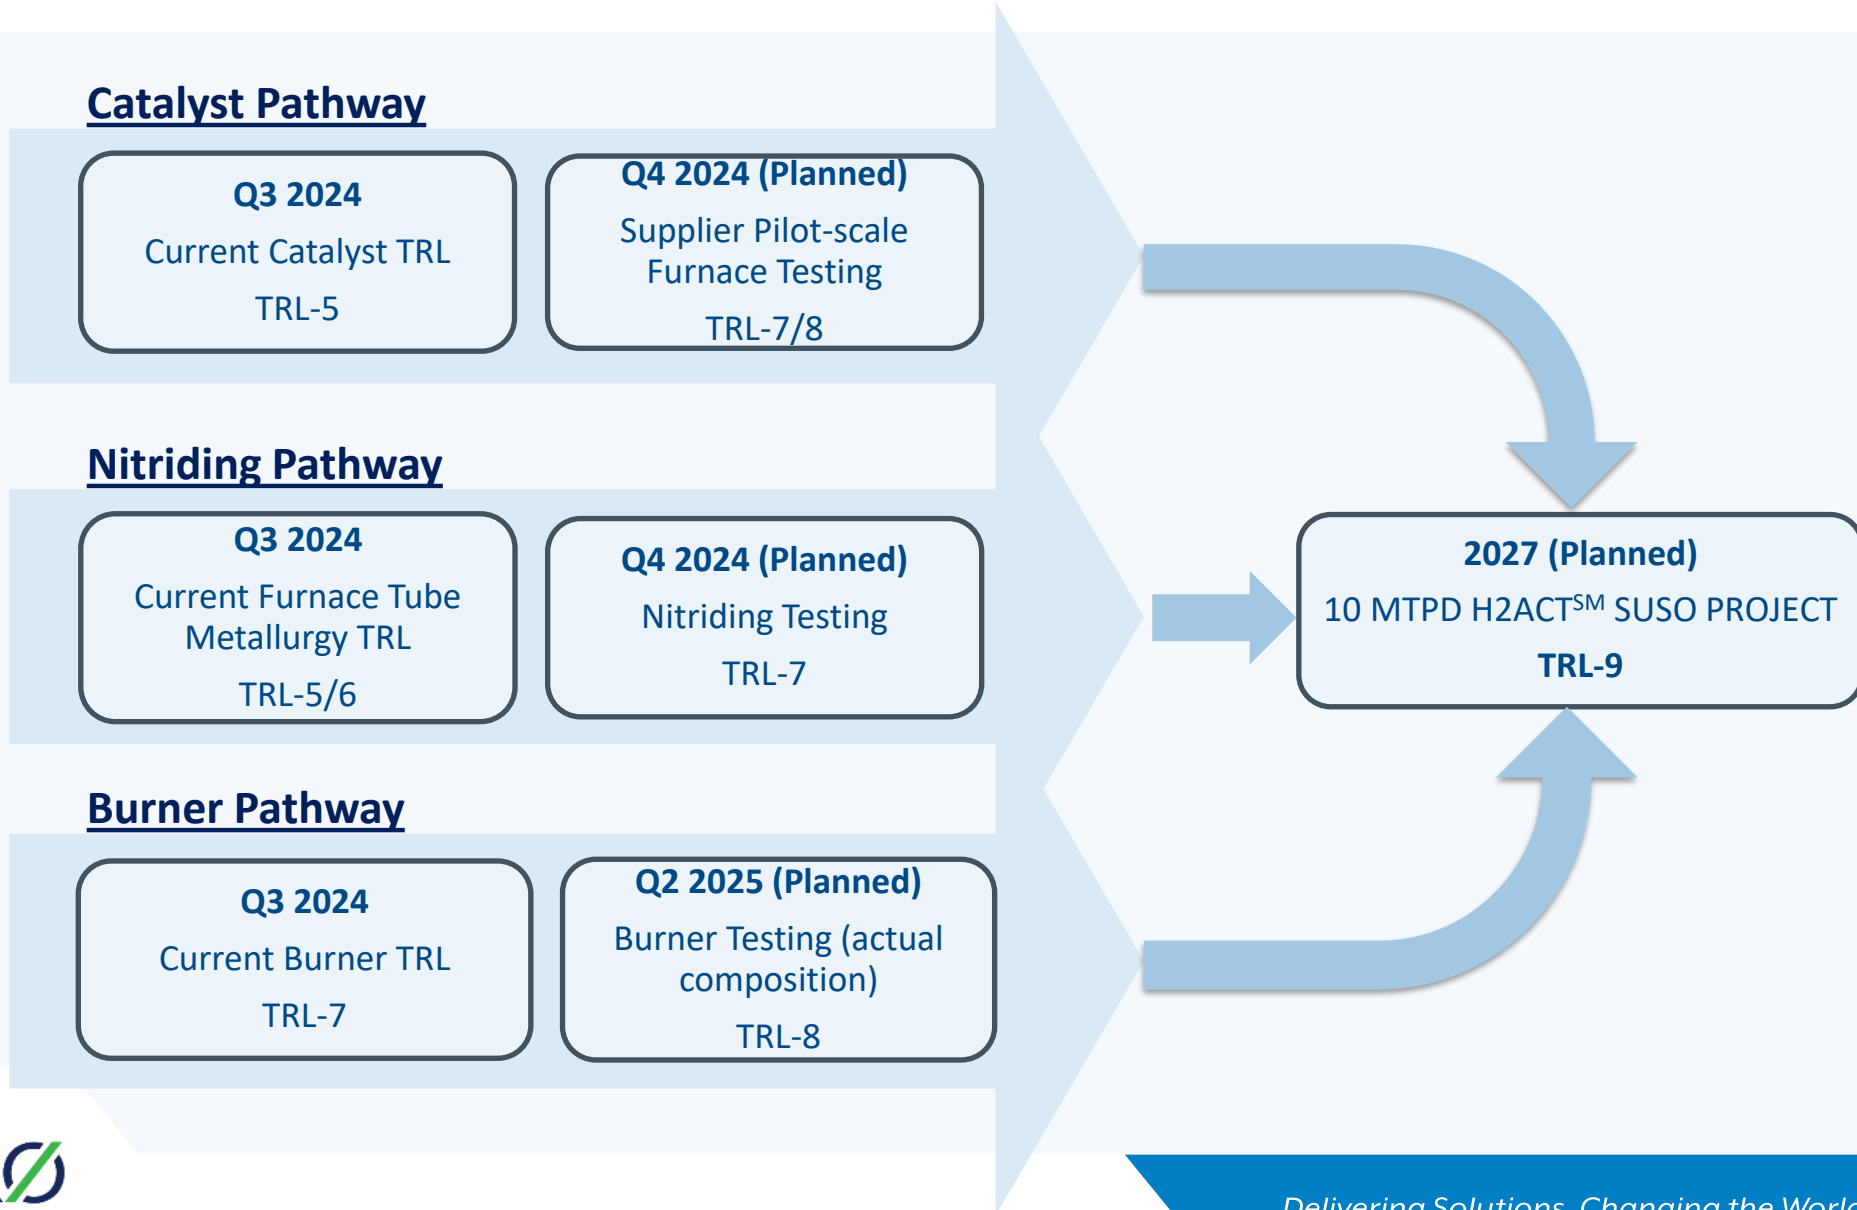 Catalyst Pathway
Q3 2024
Current Catalyst TRL
TRL-5
Q4 2024 (Planned)
Supplier Pilot-scale
Furnace Testing
TRL-7/8
Nitriding Pathway
Q3 2024
Current Furnace Tube
Metallurgy TRL
TRL-5/6
Q4 2024 (Planned)
Nitriding Testing
TRL-7
Burner Pathway
Q3 2024
Current Burner TRL
TRL-7
Q2 2025 (Planned)
Burner Testing (actual
composition)
TRL-8
2027 (Planned)
10 MTPD H2ACT℠ SUSO PROJECT
TRL-9
Delivering Solutions, Changing the World